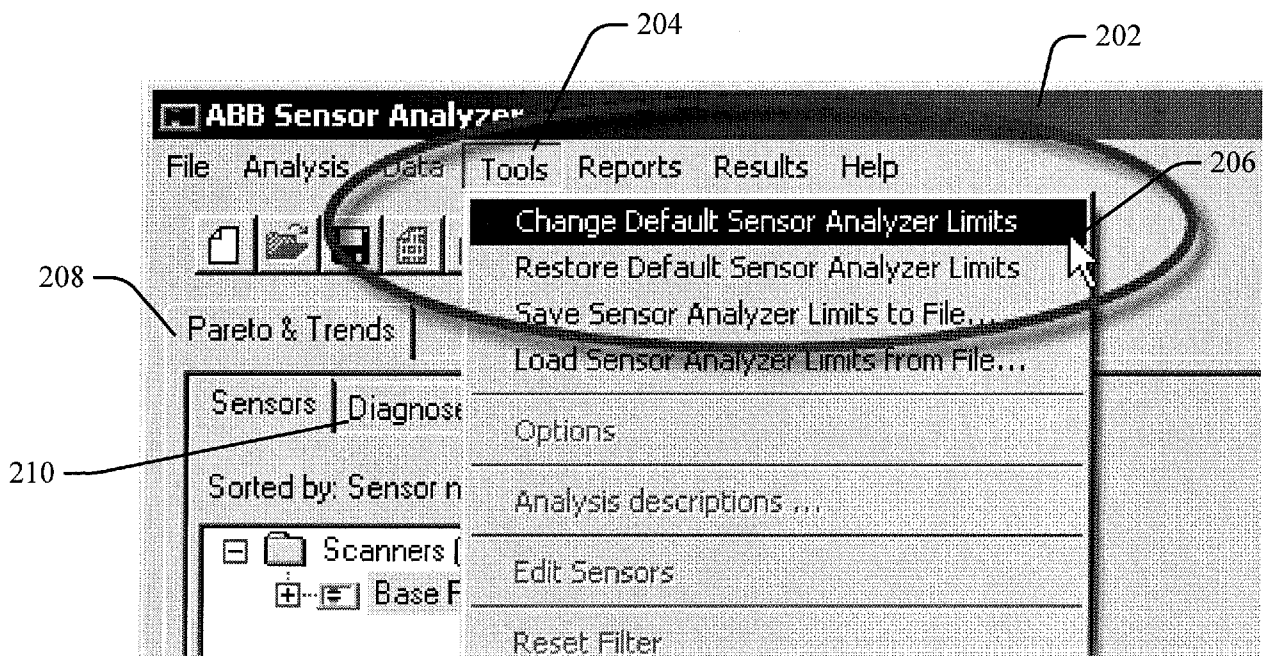 204
202
ABB Sensor Analyzer
File Analysis Data Tools Reports Results Help
206
Change Default Sensor Analyzer Limits
Restore Default Sensor Analyzer Limits
208
Save Sensor Analyzer Limits to File...
Pareto & Trends
Load Sensor Analyzer Limits from File...
Sensors Diagnose
Options
210
Sorted by: Sensor n
Analysis descriptions ...
Scanners (
Edit Sensors
Base F
Reset Filter